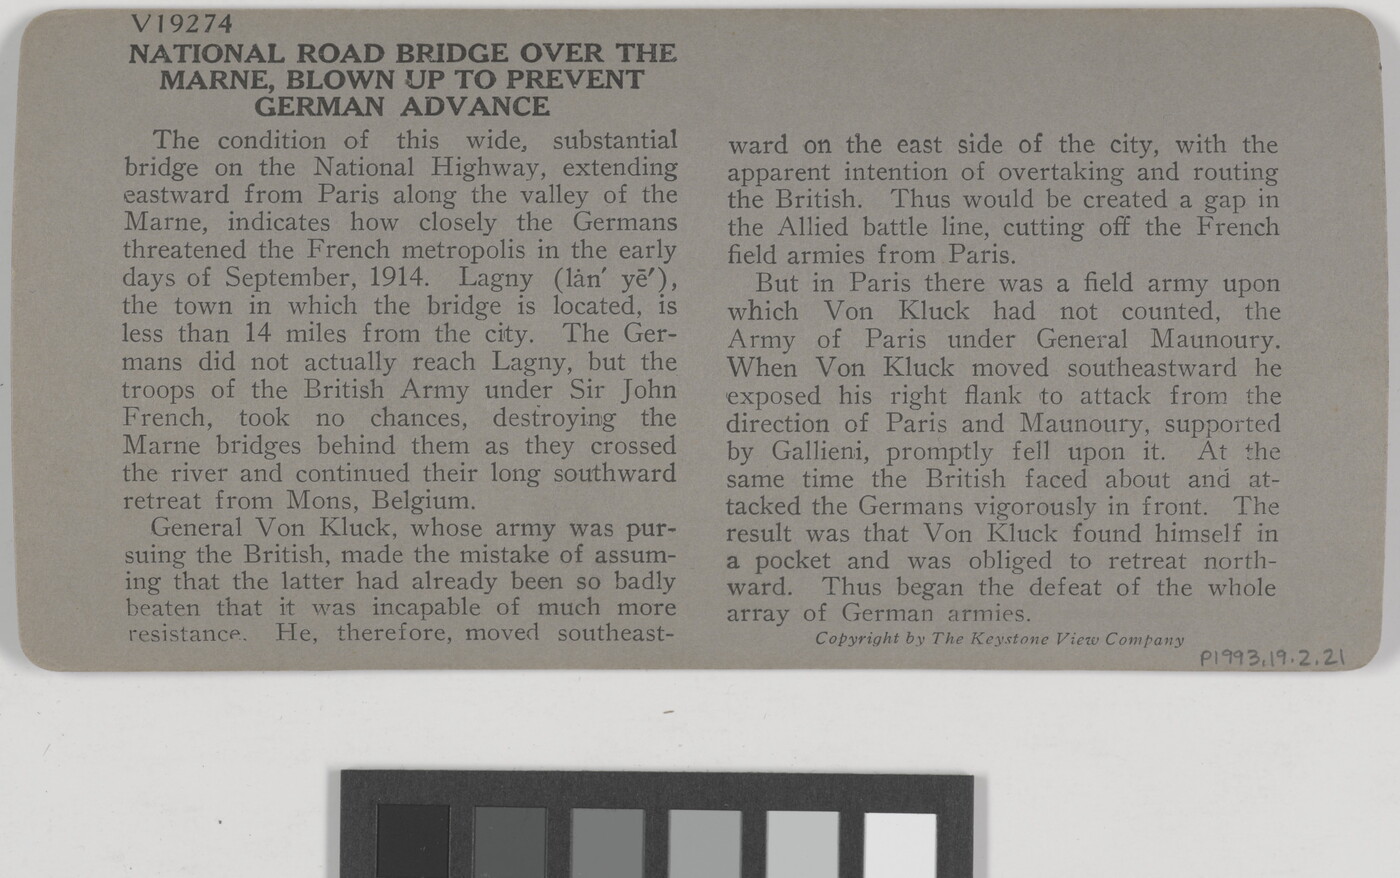 V19274
NATIONAL ROAD BRIDGE OVER THE
MARNE, BLOWN UP TO PREVENT
GERMAN ADVANCE
The condition of this wide, substantial
bridge on the National Highway, extending
eastward from Paris along the valley of the
Marne, indicates how closely the Germans
threatened the French metropolis in the early
days of September, 1914. Lagny (lȧn′ yē′),
the town in which the bridge is located, is
less than 14 miles from the city. The Ger-
mans did not actually reach Lagny, but the
troops of the British Army under Sir John
French, took no chances, destroying the
Marne bridges behind them as they crossed
the river and continued their long southward
retreat from Mons, Belgium.
General Von Kluck, whose army was pur-
suing the British, made the mistake of assum-
ing that the latter had already been so badly
beaten that it was incapable of much more
resistance. He, therefore, moved southeast-
ward on the east side of the city, with the
apparent intention of overtaking and routing
the British. Thus would be created a gap in
the Allied battle line, cutting off the French
field armies from Paris.
But in Paris there was a field army upon
which Von Kluck had not counted, the
Army of Paris under General Maunoury.
When Von Kluck moved southeastward he
exposed his right flank to attack from the
direction of Paris and Maunoury, supported
by Gallieni, promptly fell upon it. At the
same time the British faced about and at-
tacked the Germans vigorously in front. The
result was that Von Kluck found himself in
a pocket and was obliged to retreat north-
ward. Thus began the defeat of the whole
array of German armies.
Copyright by The Keystone View Company
P1993.19.2.21